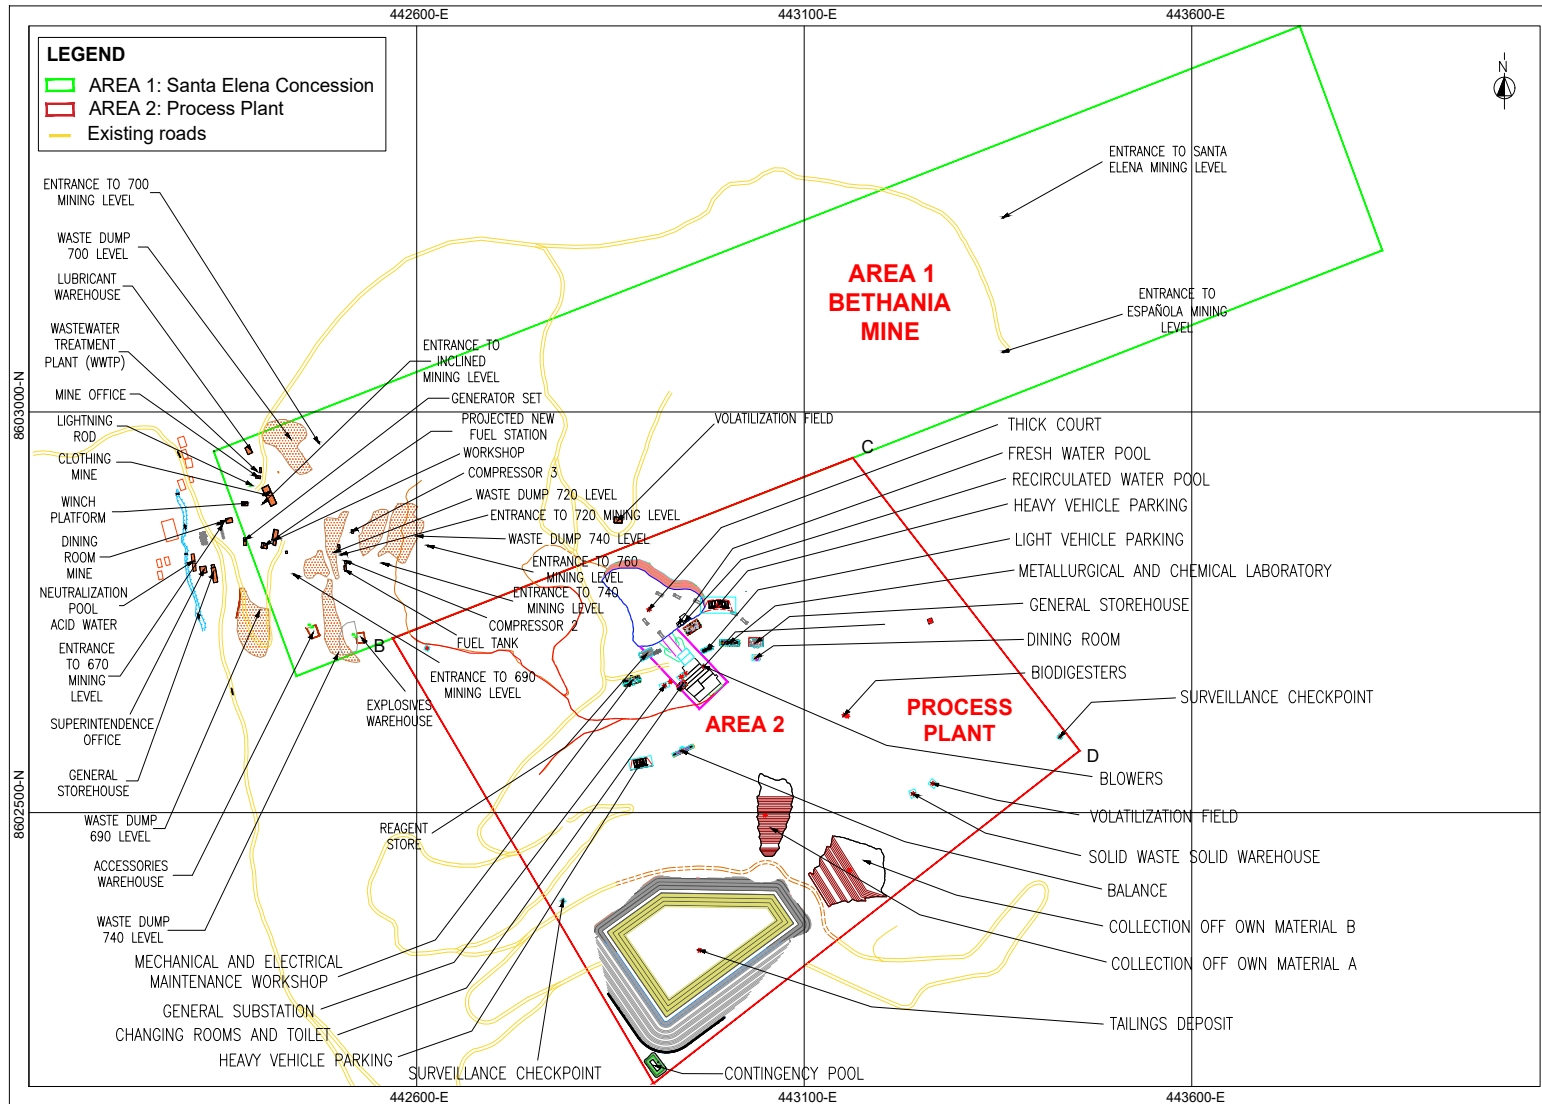 442600-E
443100-E
443600-E
LEGEND
AREA 1: Santa Elena Concession
AREA 2: Process Plant
Existing roads
N
ENTRANCE TO SANTA
ELENA MINING LEVEL
ENTRANCE TO 700
MINING LEVEL
WASTE DUMP
700 LEVEL
LUBRICANT
WAREHOUSE
WASTEWATER
TREATMENT
PLANT (WWTP)
MINE OFFICE
LIGHTNING
ROD
CLOTHING
MINE
WINCH
PLATFORM
DINING
ROOM
MINE
NEUTRALIZATION
POOL
ACID WATER
ENTRANCE
TO 670
MINING
LEVEL
SUPERINTENDENCE
OFFICE
GENERAL
STOREHOUSE
WASTE DUMP
690 LEVEL
ACCESSORIES
WAREHOUSE
WASTE DUMP
740 LEVEL
8603000-N
8602500-N
AREA 1
BETHANIA
MINE
ENTRANCE TO
ESPAÑOLA MINING
LEVEL
ENTRANCE TO
INCLINED
MINING LEVEL
GENERATOR SET
PROJECTED NEW
FUEL STATION
WORKSHOP
COMPRESSOR 3
WASTE DUMP 720 LEVEL
ENTRANCE TO 720 MINING LEVEL
WASTE DUMP 740 LEVEL
ENTRANCE TO 760
MINING LEVEL
ENTRANCE TO 740
MINING LEVEL
COMPRESSOR 2
FUEL TANK
ENTRANCE TO 690
MINING LEVEL
EXPLOSIVES
WAREHOUSE
VOLATILIZATION FIELD
B
C
D
THICK COURT
FRESH WATER POOL
RECIRCULATED WATER POOL
HEAVY VEHICLE PARKING
LIGHT VEHICLE PARKING
METALLURGICAL AND CHEMICAL LABORATORY
GENERAL STOREHOUSE
DINING ROOM
BIODIGESTERS
SURVEILLANCE CHECKPOINT
AREA 2
PROCESS
PLANT
BLOWERS
VOLATILIZATION FIELD
SOLID WASTE SOLID WAREHOUSE
BALANCE
COLLECTION OFF OWN MATERIAL B
COLLECTION OFF OWN MATERIAL A
TAILINGS DEPOSIT
REAGENT
STORE
MECHANICAL AND ELECTRICAL
MAINTENANCE WORKSHOP
GENERAL SUBSTATION
CHANGING ROOMS AND TOILET
HEAVY VEHICLE PARKING
SURVEILLANCE CHECKPOINT
CONTINGENCY POOL
442600-E
443100-E
443600-E